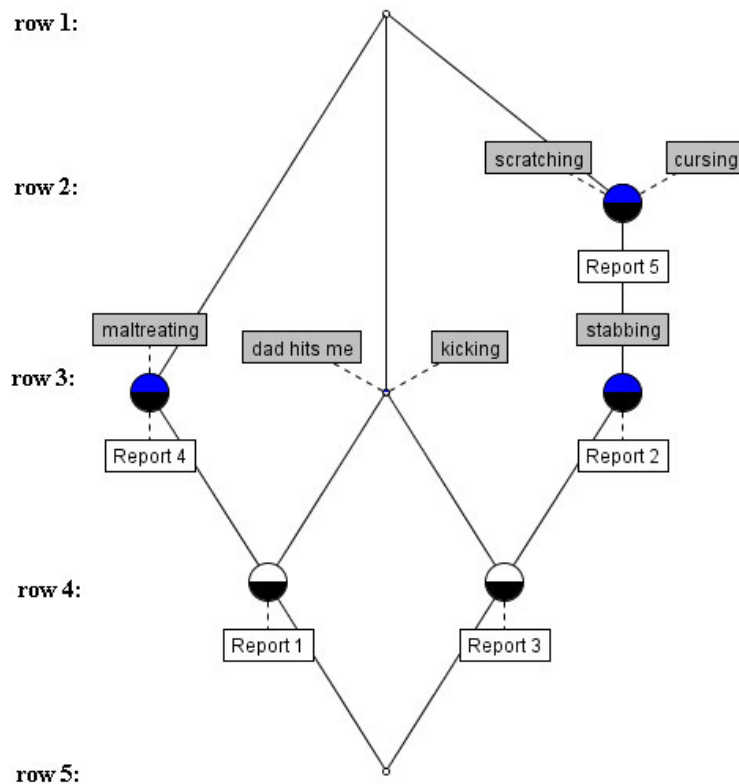 row 1:
scratching
cursing
row 2:
Report 5
maltreating
dad hits me
kicking
stabbing
row 3:
Report 4
Report 2
row 4:
Report 1
Report 3
row 5: